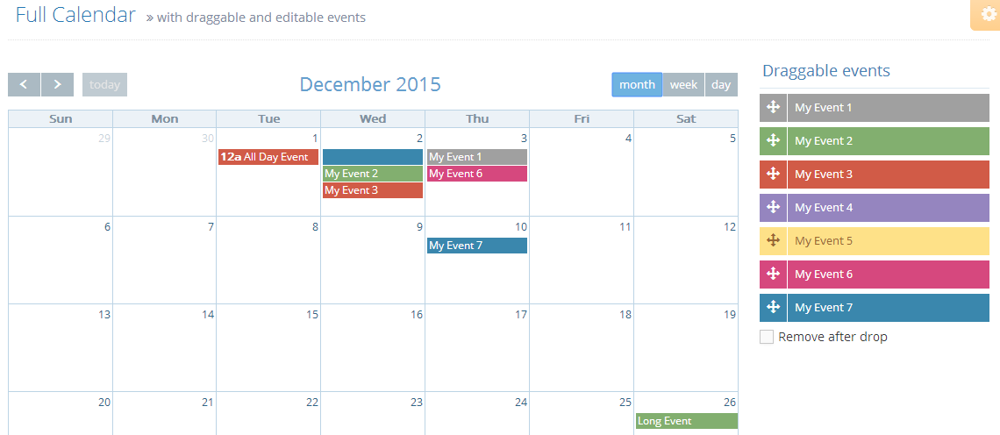 Full Calendar » with draggable and editable events
today
December 2015
month week day
Draggable events
Sun Mon Tue Wed Thu Fri Sat
29 30 1 2 3 4 5
12a All Day Event
My Event 1
My Event 2
My Event 6
My Event 3
6 7 8 9 10 11 12
My Event 7
13 14 15 16 17 18 19
20 21 22 23 24 25 26
Long Event
My Event 1
My Event 2
My Event 3
My Event 4
My Event 5
My Event 6
My Event 7
Remove after drop